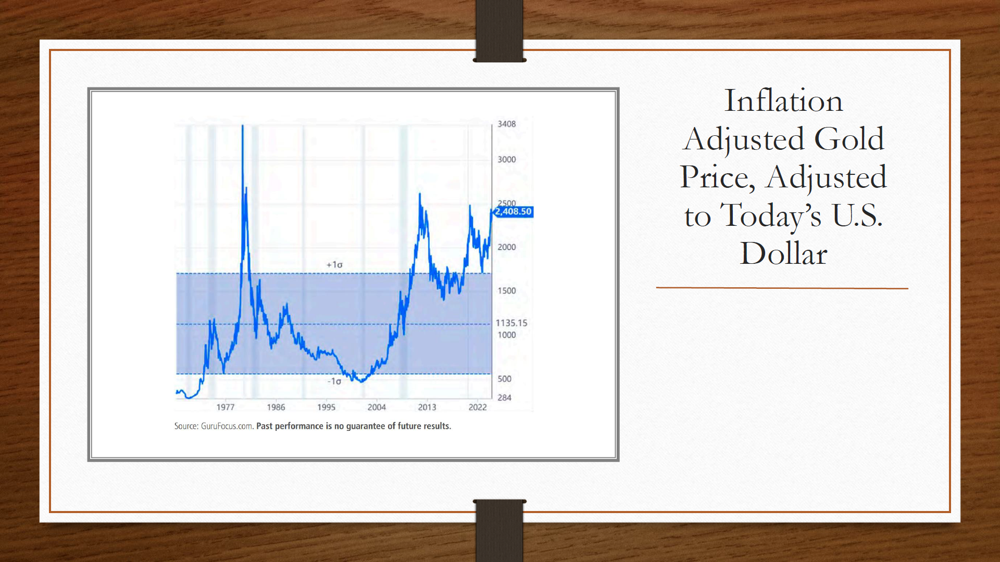 Inflation
Adjusted Gold
Price, Adjusted
to Today’s U.S.
Dollar
3408
3000
2500
2,408.50
2000
+1σ
1500
1135.15
1000
500
-1σ
284
1977 1986 1995 2004 2013 2022
Source: GuruFocus.com. Past performance is no guarantee of future results.